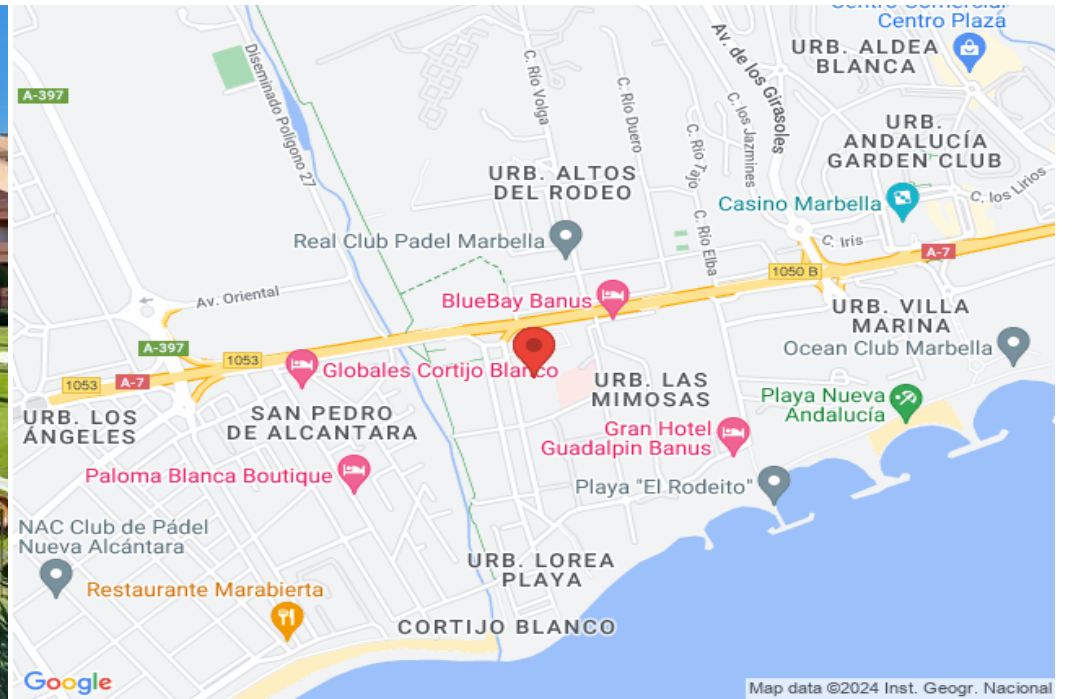 Centro Comercial
Centro Plaza
URB. ALDEA
BLANCA
Av. de los Girasoles
Diseminado Poligono 27
C. Río Volga
C. Río Duero
A-397
C. los Jazmines
URB.
ANDALUCÍA
GARDEN CLUB
C. Río Tajo
URB. ALTOS
DEL RODEO
C. los Lirios
Casino Marbella
C. Río Elba
Real Club Padel Marbella
C. Iris
A-7
1050 B
Av. Oriental
BlueBay Banus
URB. VILLA
MARINA
A-397
Ocean Club Marbella
1053
Globales Cortijo Blanco
1053
A-7
URB. LAS
MIMOSAS
Playa Nueva
Andalucía
URB. LOS
ÁNGELES
SAN PEDRO
DE ALCANTARA
Gran Hotel
Guadalpin Banus
Paloma Blanca Boutique
Playa "El Rodeito"
NAC Club de Pádel
Nueva Alcántara
URB. LOREA
PLAYA
Restaurante Marabierta
CORTIJO BLANCO
Google
Map data ©2024 Inst. Geogr. Nacional